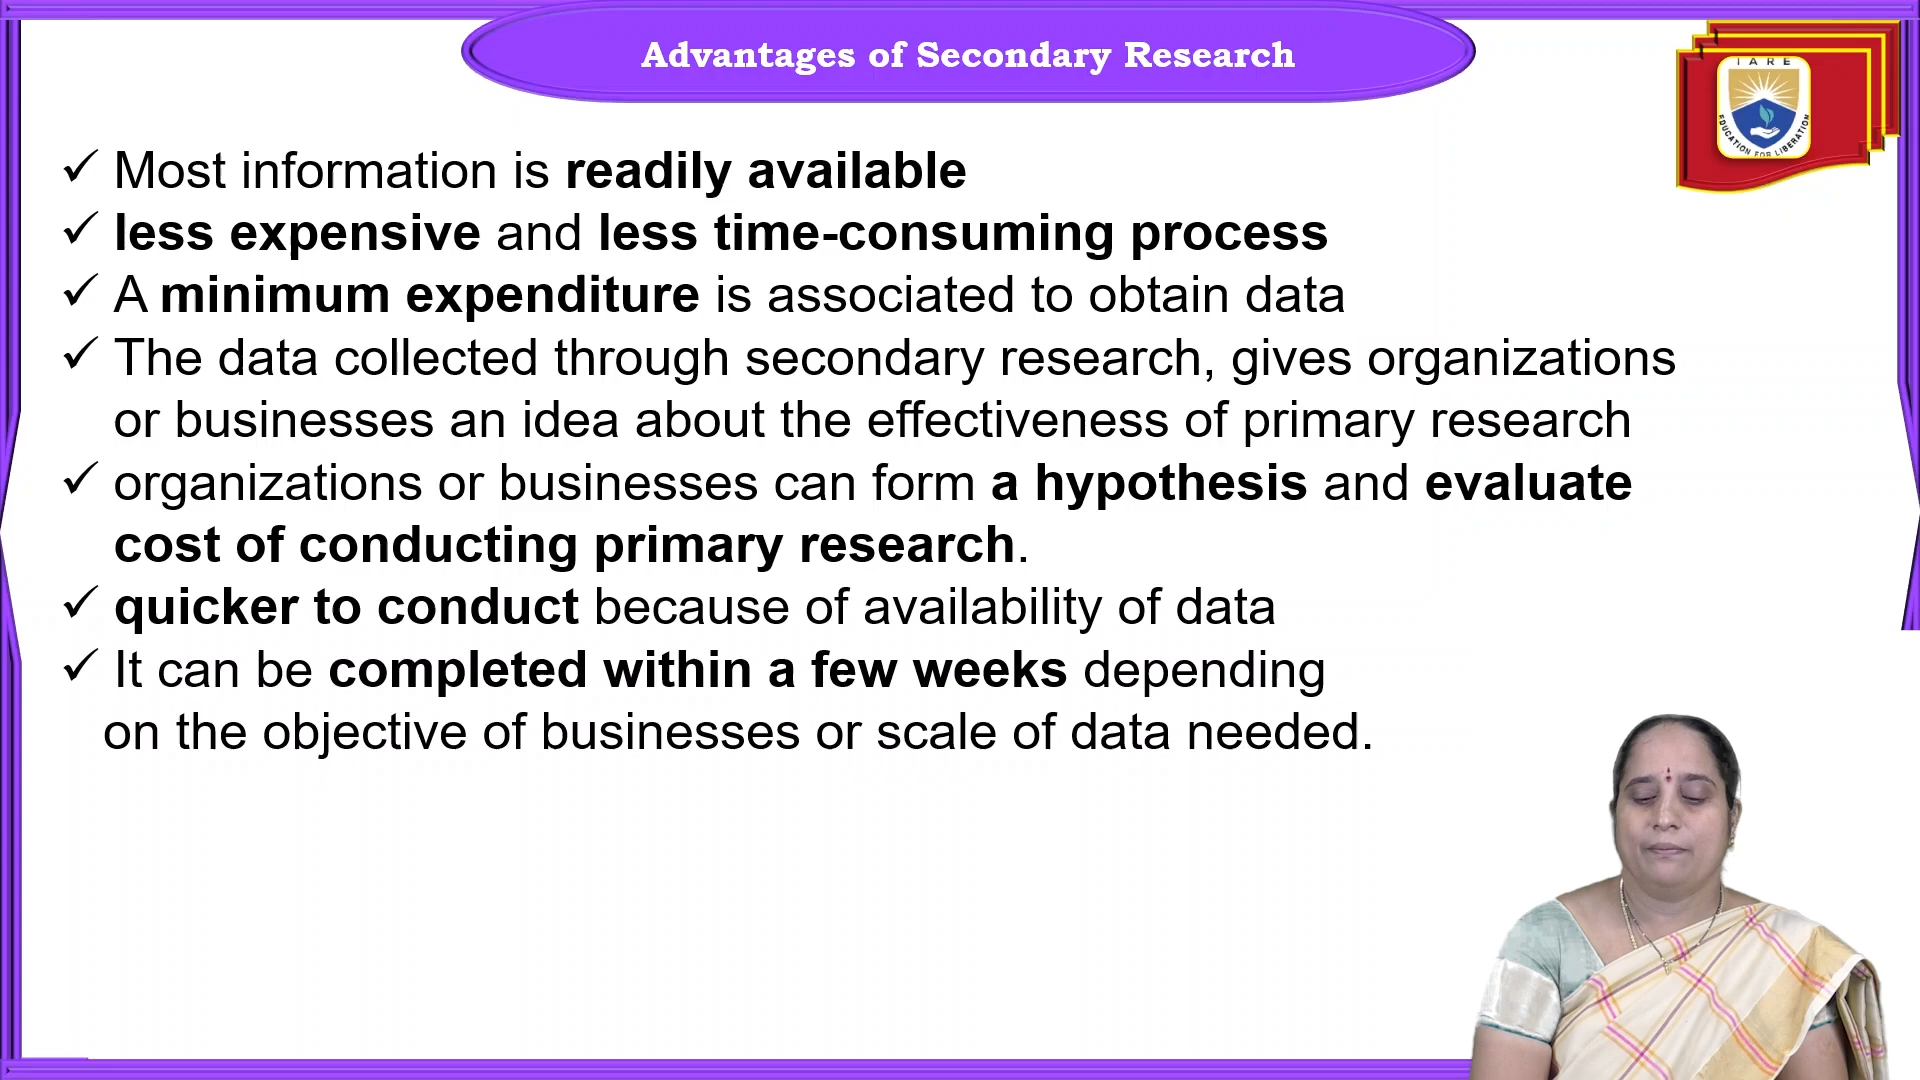 Advantages of Secondary Research
IARE
EDUCATION FOR LIBERATION
✓ Most information is readily available
✓ less expensive and less time-consuming process
✓ A minimum expenditure is associated to obtain data
✓ The data collected through secondary research, gives organizations
or businesses an idea about the effectiveness of primary research
✓ organizations or businesses can form a hypothesis and evaluate
cost of conducting primary research.
✓ quicker to conduct because of availability of data
✓ It can be completed within a few weeks depending
on the objective of businesses or scale of data needed.